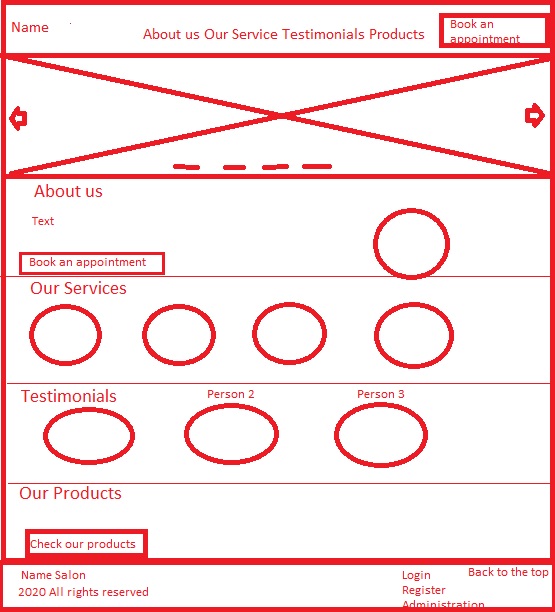 Name
About us Our Service Testimonials Products
Book an
appointment
About us
Text
Book an appointment
Our Services
Testimonials
Person 2
Person 3
Our Products
Check our products
Name Salon
2020 All rights reserved
Login
Register
Administration
Back to the top